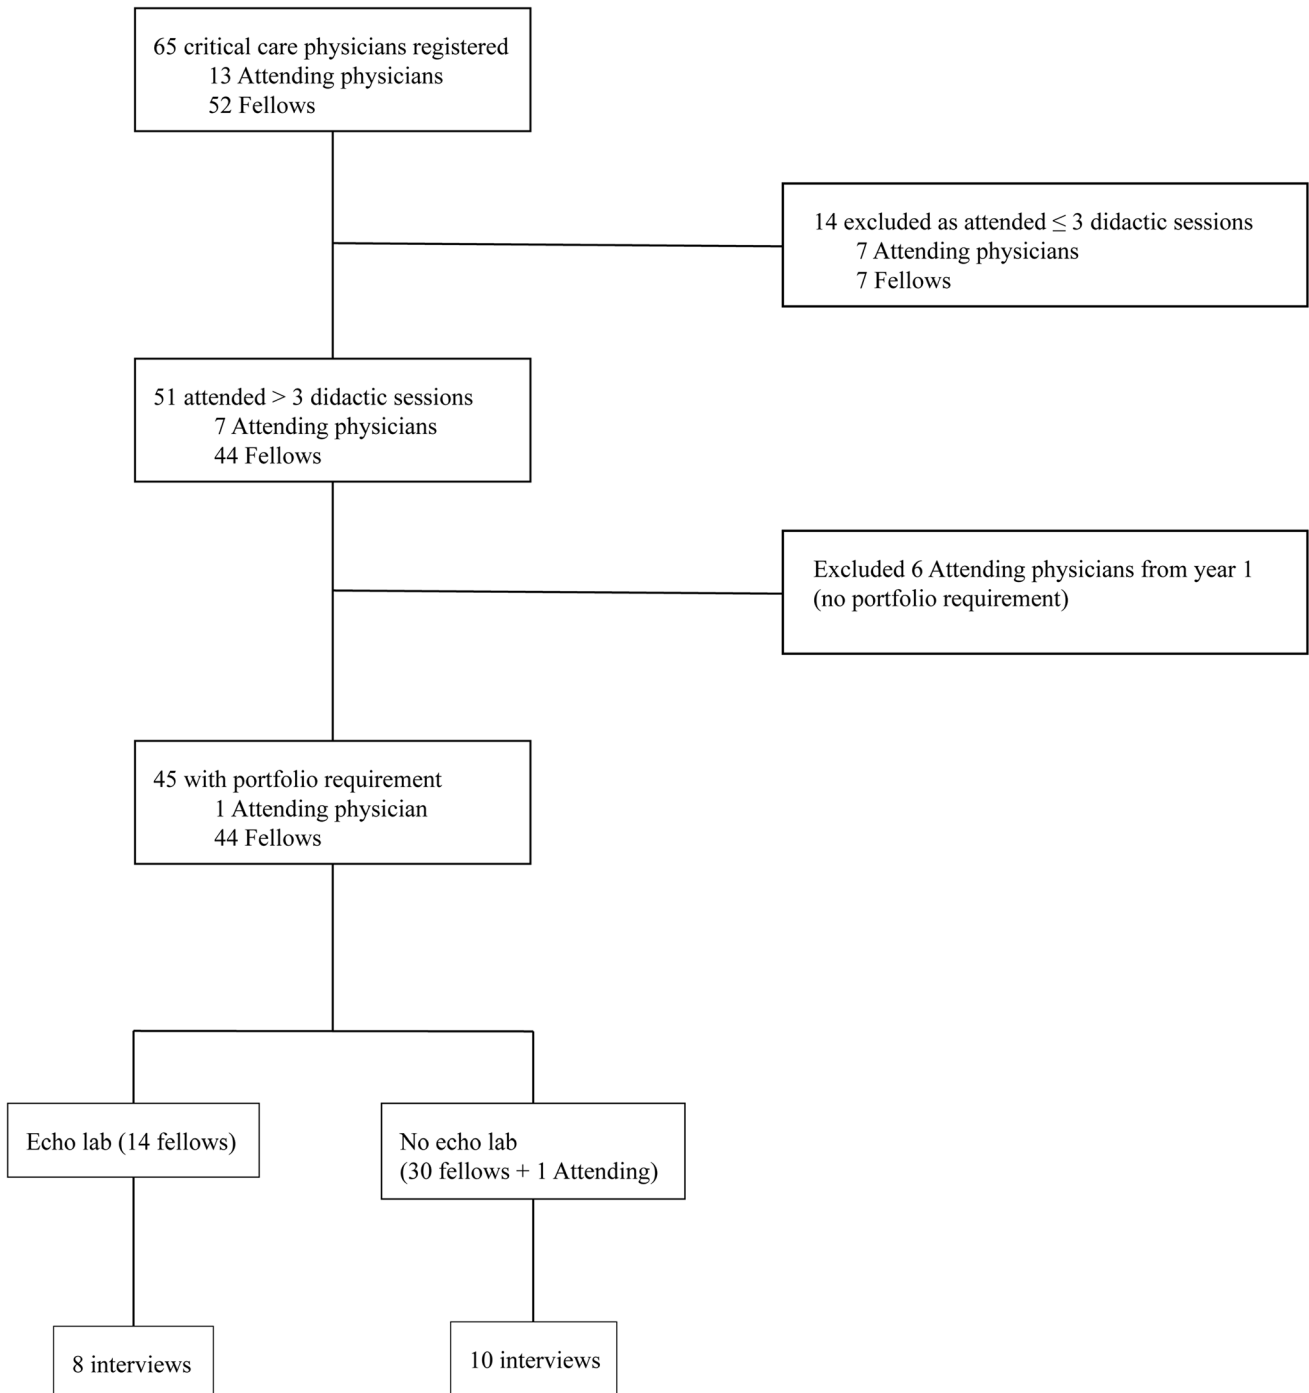 65 critical care physicians registered
13 Attending physicians
52 Fellows
14 excluded as attended ≤ 3 didactic sessions
7 Attending physicians
7 Fellows
51 attended > 3 didactic sessions
7 Attending physicians
44 Fellows
Excluded 6 Attending physicians from year 1
(no portfolio requirement)
45 with portfolio requirement
1 Attending physician
44 Fellows
Echo lab (14 fellows)
No echo lab
(30 fellows + 1 Attending)
8 interviews
10 interviews